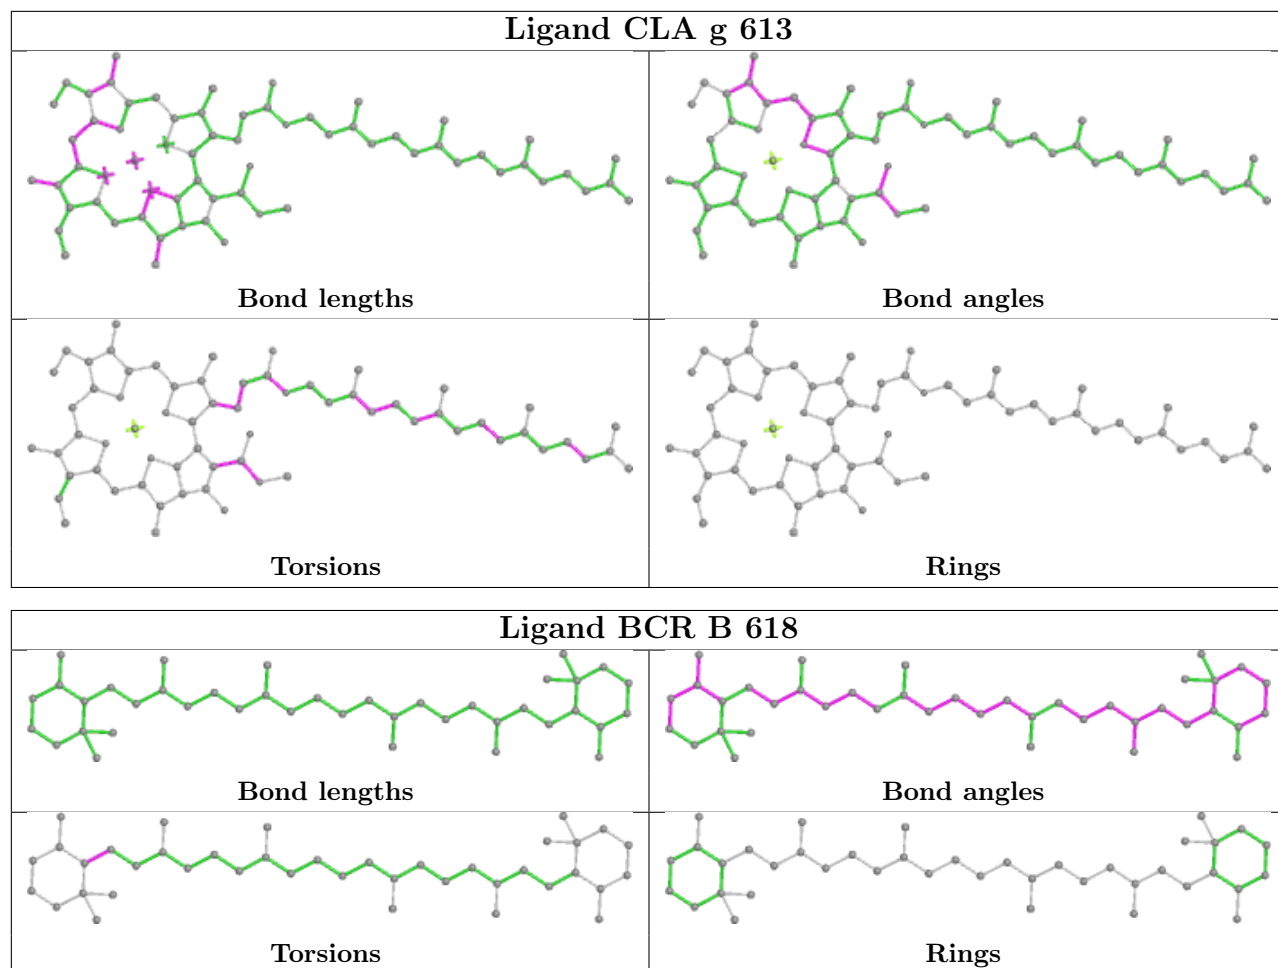 Ligand CLA g 613
Bond lengths
Bond angles
Torsions
Rings
Ligand BCR B 618
Bond lengths
Bond angles
Torsions
Rings